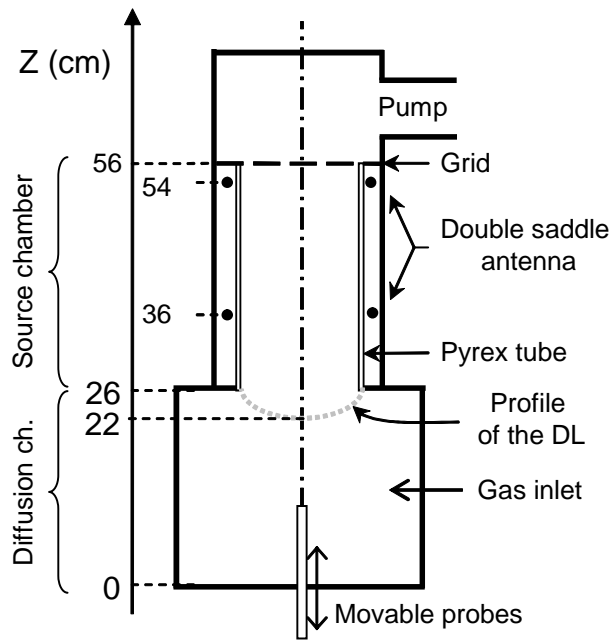 Z (cm)
Pump
56
Grid
54
Double saddle
antenna
Source chamber
36
Pyrex tube
26
Profile
of the DL
22
Diffusion ch.
Gas inlet
0
Movable probes